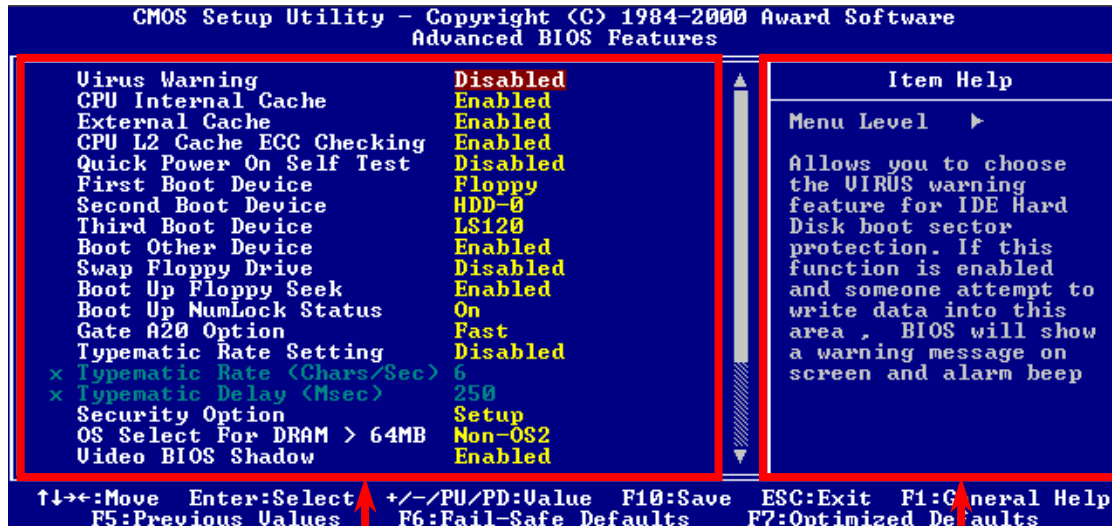 CMOS Setup Utility – Copyright (C) 1984–2000 Award Software
Advanced BIOS Features
Virus Warning Disabled
CPU Internal Cache Enabled
External Cache Enabled
CPU L2 Cache ECC Checking Enabled
Quick Power On Self Test Disabled
First Boot Device Floppy
Second Boot Device HDD-0
Third Boot Device LS120
Boot Other Device Enabled
Swap Floppy Drive Disabled
Boot Up Floppy Seek Enabled
Boot Up NumLock Status On
Gate A20 Option Fast
Typematic Rate Setting Disabled
x Typematic Rate (Chars/Sec) 6
x Typematic Delay (Msec) 250
Security Option Setup
OS Select For DRAM > 64MB Non-OS2
Video BIOS Shadow Enabled
Item Help
Menu Level ►
Allows you to choose
the VIRUS warning
feature for IDE Hard
Disk boot sector
protection. If this
function is enabled
and someone attempt to
write data into this
area , BIOS will show
a warning message on
screen and alarm beep
↑↓→←:Move Enter:Select +/-/PU/PD:Value F10:Save ESC:Exit F1:General Help
F5:Previous Values F6:Fail-Safe Defaults F7:Optimized Defaults